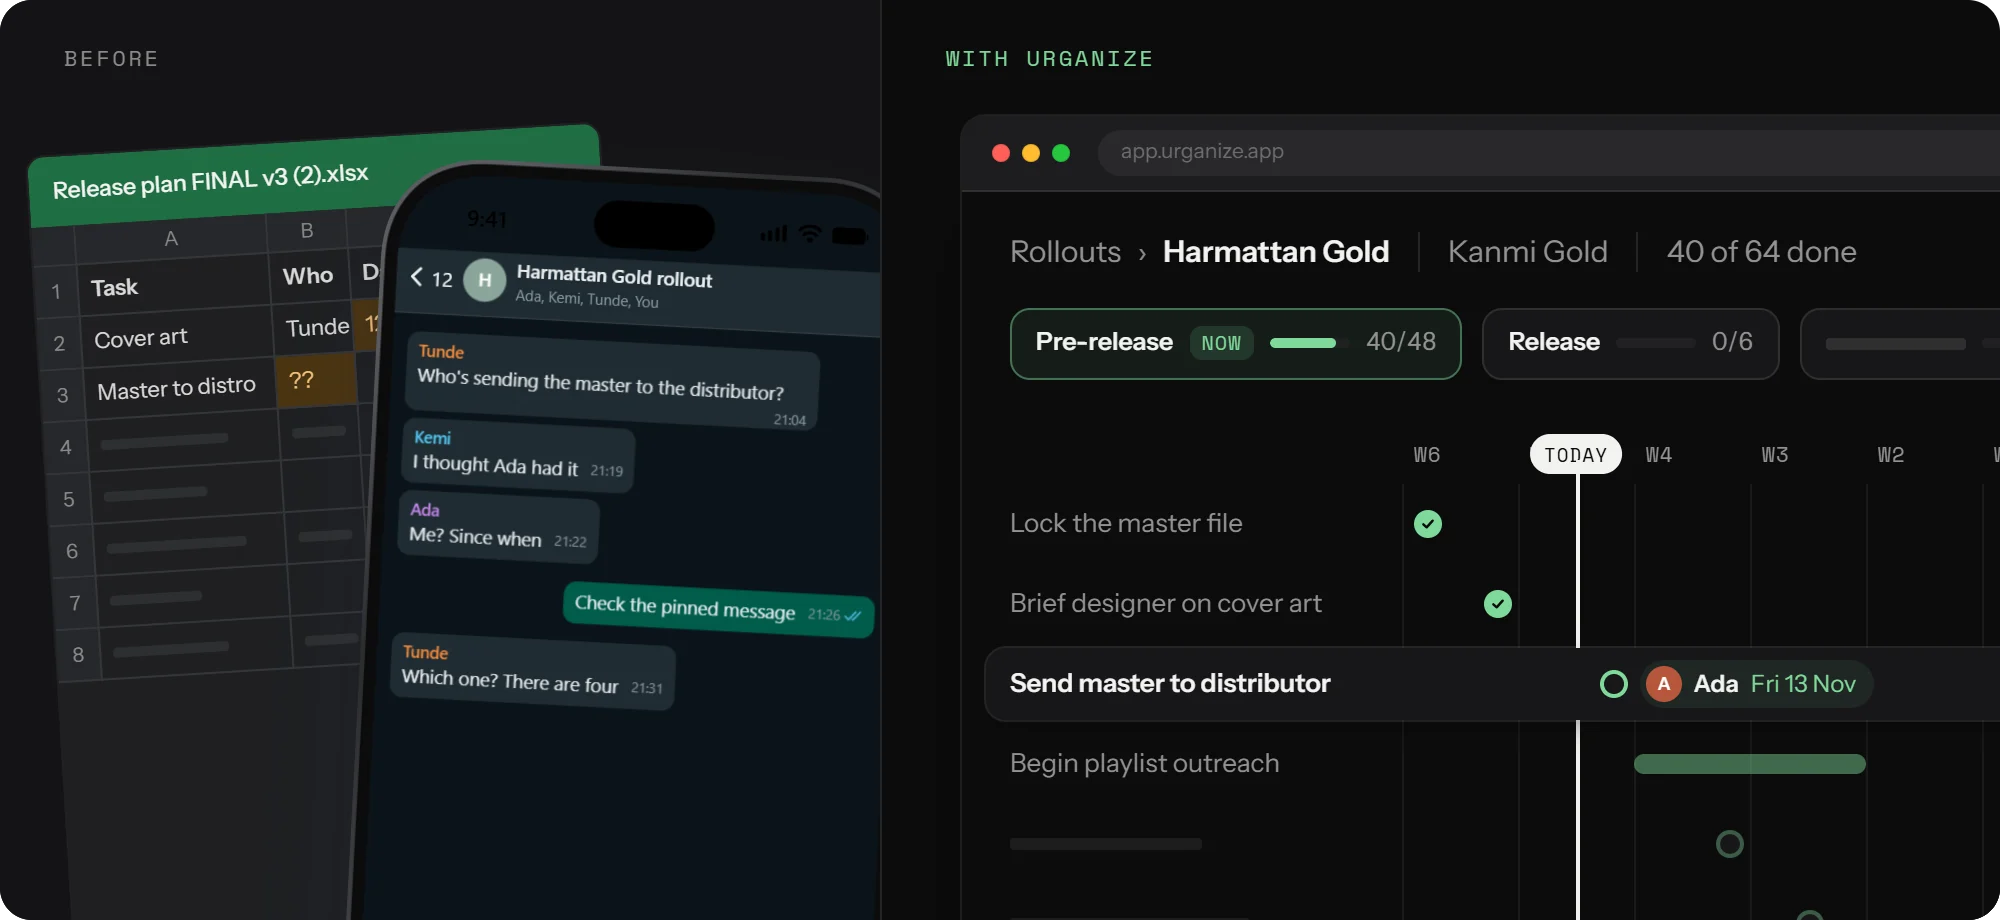 BEFORE
Release plan FINAL v3 (2).xlsx
A
B
1
Task
Who
2
Cover art
Tunde
3
Master to distro
??
4
5
6
7
8
9:41
12
H
Harmattan Gold rollout
Ada, Kemi, Tunde, You
Tunde
Who's sending the master to the distributor?
21:04
Kemi
I thought Ada had it 21:19
Ada
Me? Since when 21:22
Check the pinned message 21:26
Tunde
Which one? There are four 21:31
WITH URGANIZE
app.urganize.app
Rollouts › Harmattan Gold
Kanmi Gold
40 of 64 done
Pre-release NOW 40/48
Release 0/6
W6 TODAY W4 W3 W2
Lock the master file
Brief designer on cover art
Send master to distributor
A Ada Fri 13 Nov
Begin playlist outreach